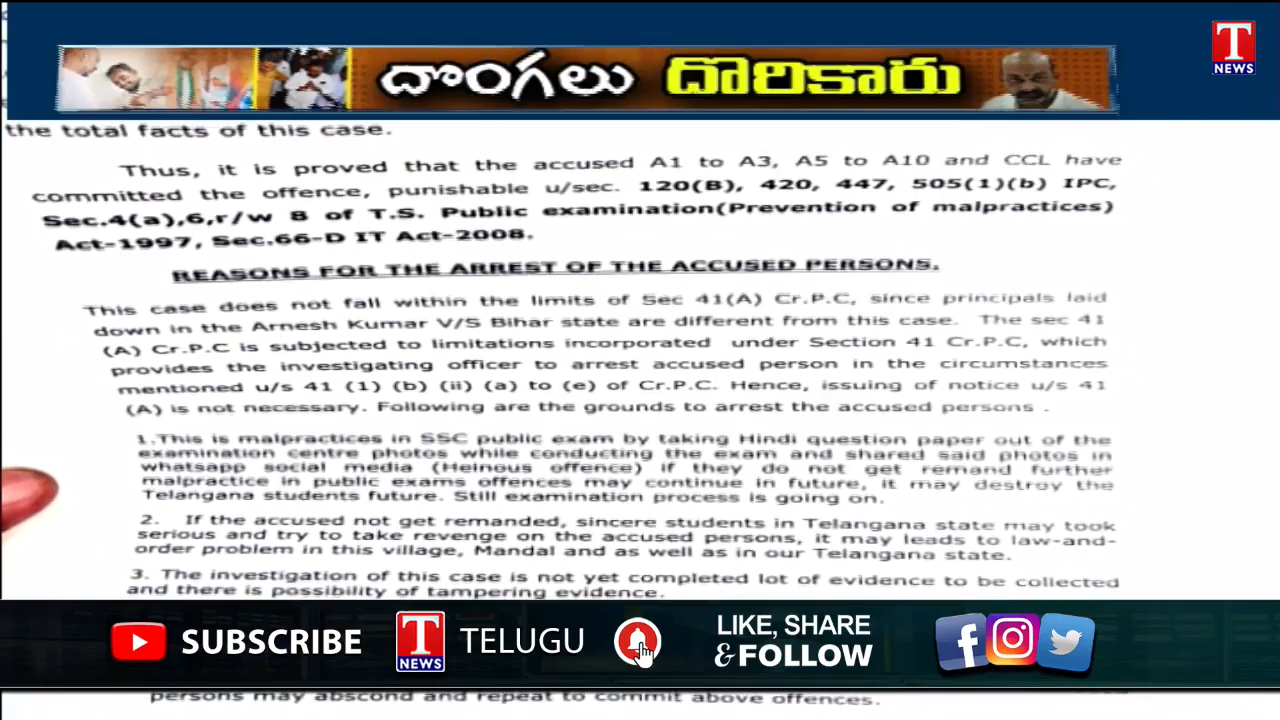 దొంగలు దొరికారు
T
NEWS
the total facts of this case.
Thus, it is proved that the accused A1 to A3, A5 to A10 and CCL have
committed the offence, punishable u/sec. 120(B), 420, 447, 505(1)(b) IPC,
Sec.4(a),6,r/w 8 of T.S. Public examination(Prevention of malpractices)
Act-1997, Sec.66-D IT Act-2008.
REASONS FOR THE ARREST OF THE ACCUSED PERSONS.
This case does not fall within the limits of Sec 41(A) Cr.P.C, since principals laid
down in the Arnesh Kumar V/S Bihar state are different from this case. The sec 41
(A) Cr.P.C is subjected to limitations incorporated under Section 41 Cr.P.C, which
provides the investigating officer to arrest accused person in the circumstances
mentioned u/s 41 (1) (b) (ii) (a) to (e) of Cr.P.C. Hence, issuing of notice u/s 41
(A) is not necessary. Following are the grounds to arrest the accused persons .
1.This is malpractices in SSC public exam by taking Hindi question paper out of the
examination centre photos while conducting the exam and shared said photos in
whatsapp social media (Heinous offence) if they do not get remand further
malpractice in public exams offences may continue in future, it may destroy the
Telangana students future. Still examination process is going on.
2. If the accused not get remanded, sincere students in Telangana state may took
serious and try to take revenge on the accused persons, it may leads to law-and-
order problem in this village, Mandal and as well as in our Telangana state.
3. The investigation of this case is not yet completed lot of evidence to be collected
and there is possibility of tampering evidence.
SUBSCRIBE
T
NEWS
TELUGU
LIKE, SHARE
& FOLLOW
persons may abscond and repeat to commit above offences.